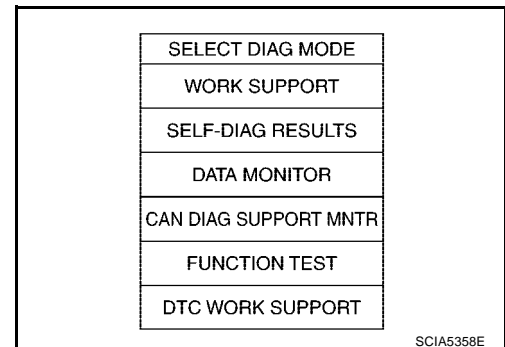 SELECT DIAG MODE
WORK SUPPORT
SELF-DIAG RESULTS
DATA MONITOR
CAN DIAG SUPPORT MNTR
FUNCTION TEST
DTC WORK SUPPORT
SCIA5358E